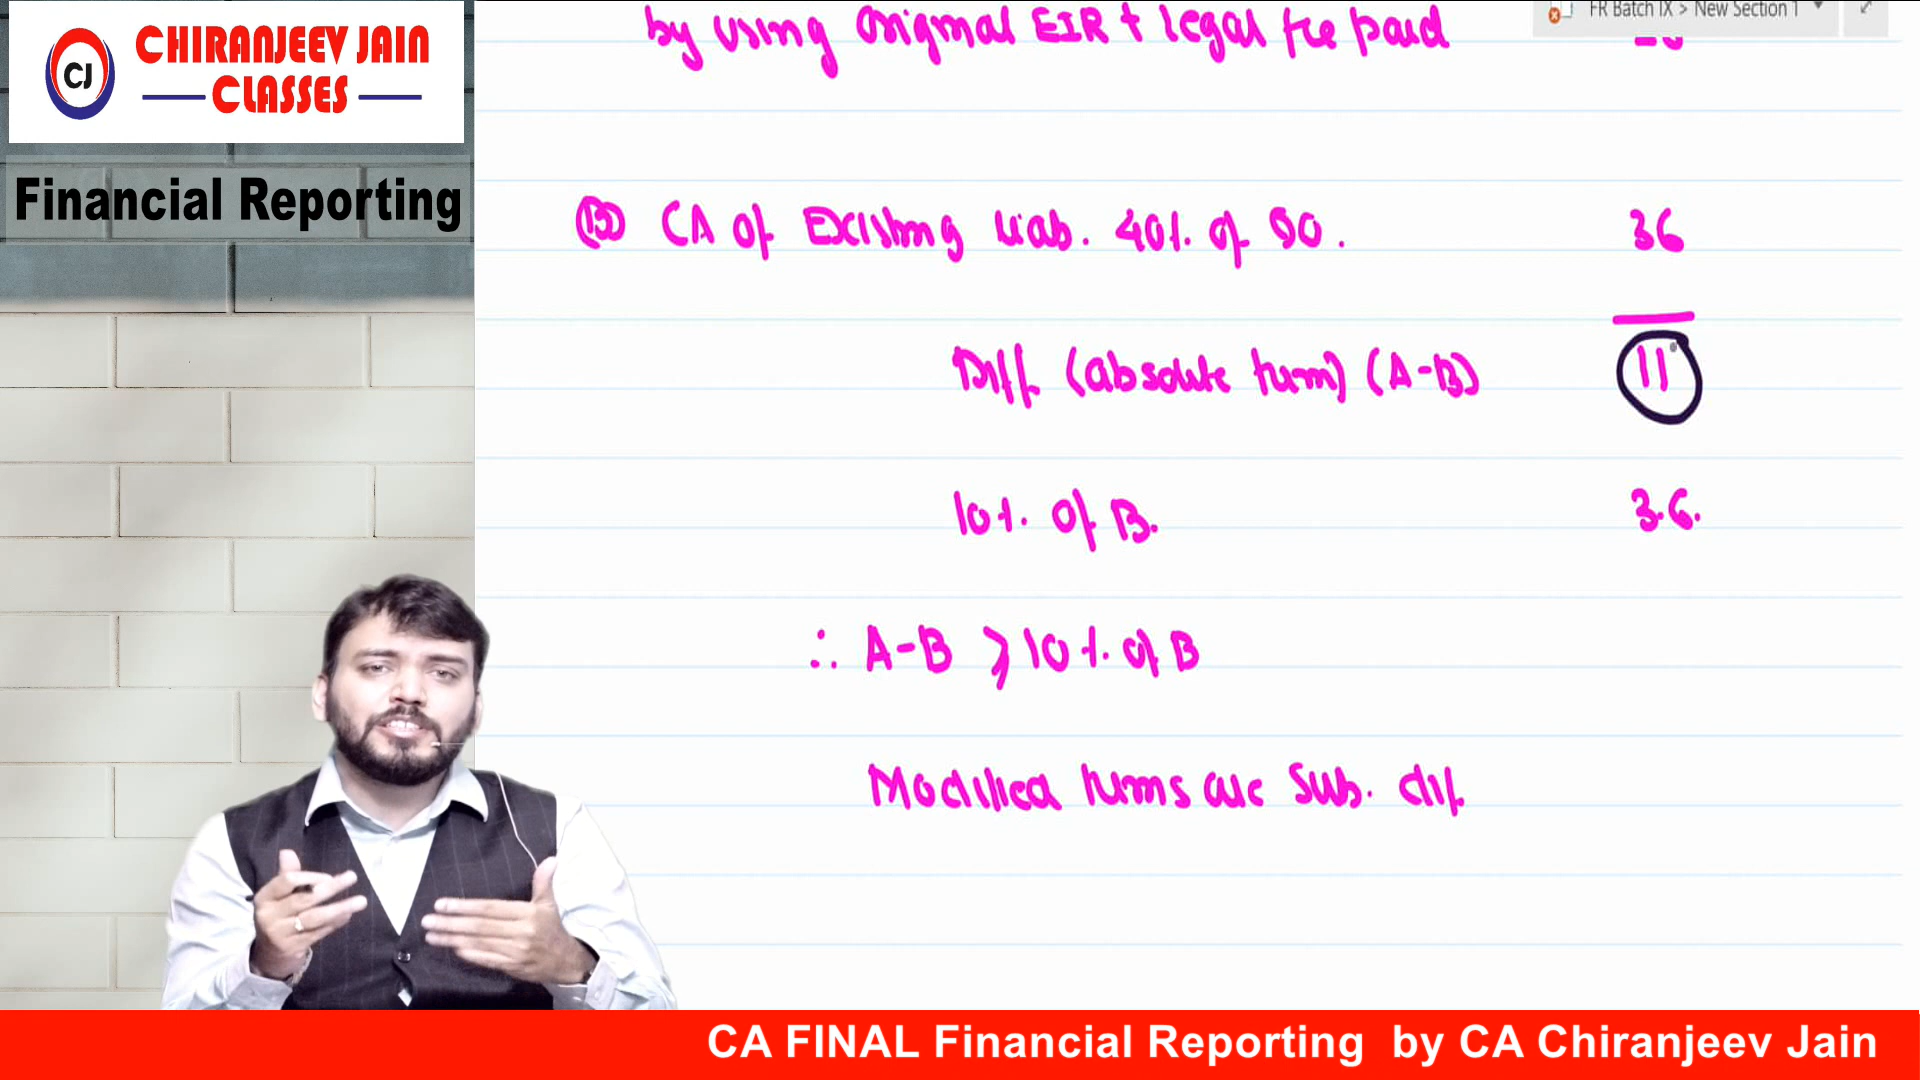 CHIRANJEEV JAIN
CJ
CLASSES
Financial Reporting
FR Batch IX > New Section 1
by using original EIR + legal fee paid
(B) CA of Existing Liab. 40% of 90. 36
Diff (absolute term) (A-B) 11
10% of B. 3.6.
∴ A-B > 10% of B
Modified terms are Sub. diff
CA FINAL Financial Reporting by CA Chiranjeev Jain